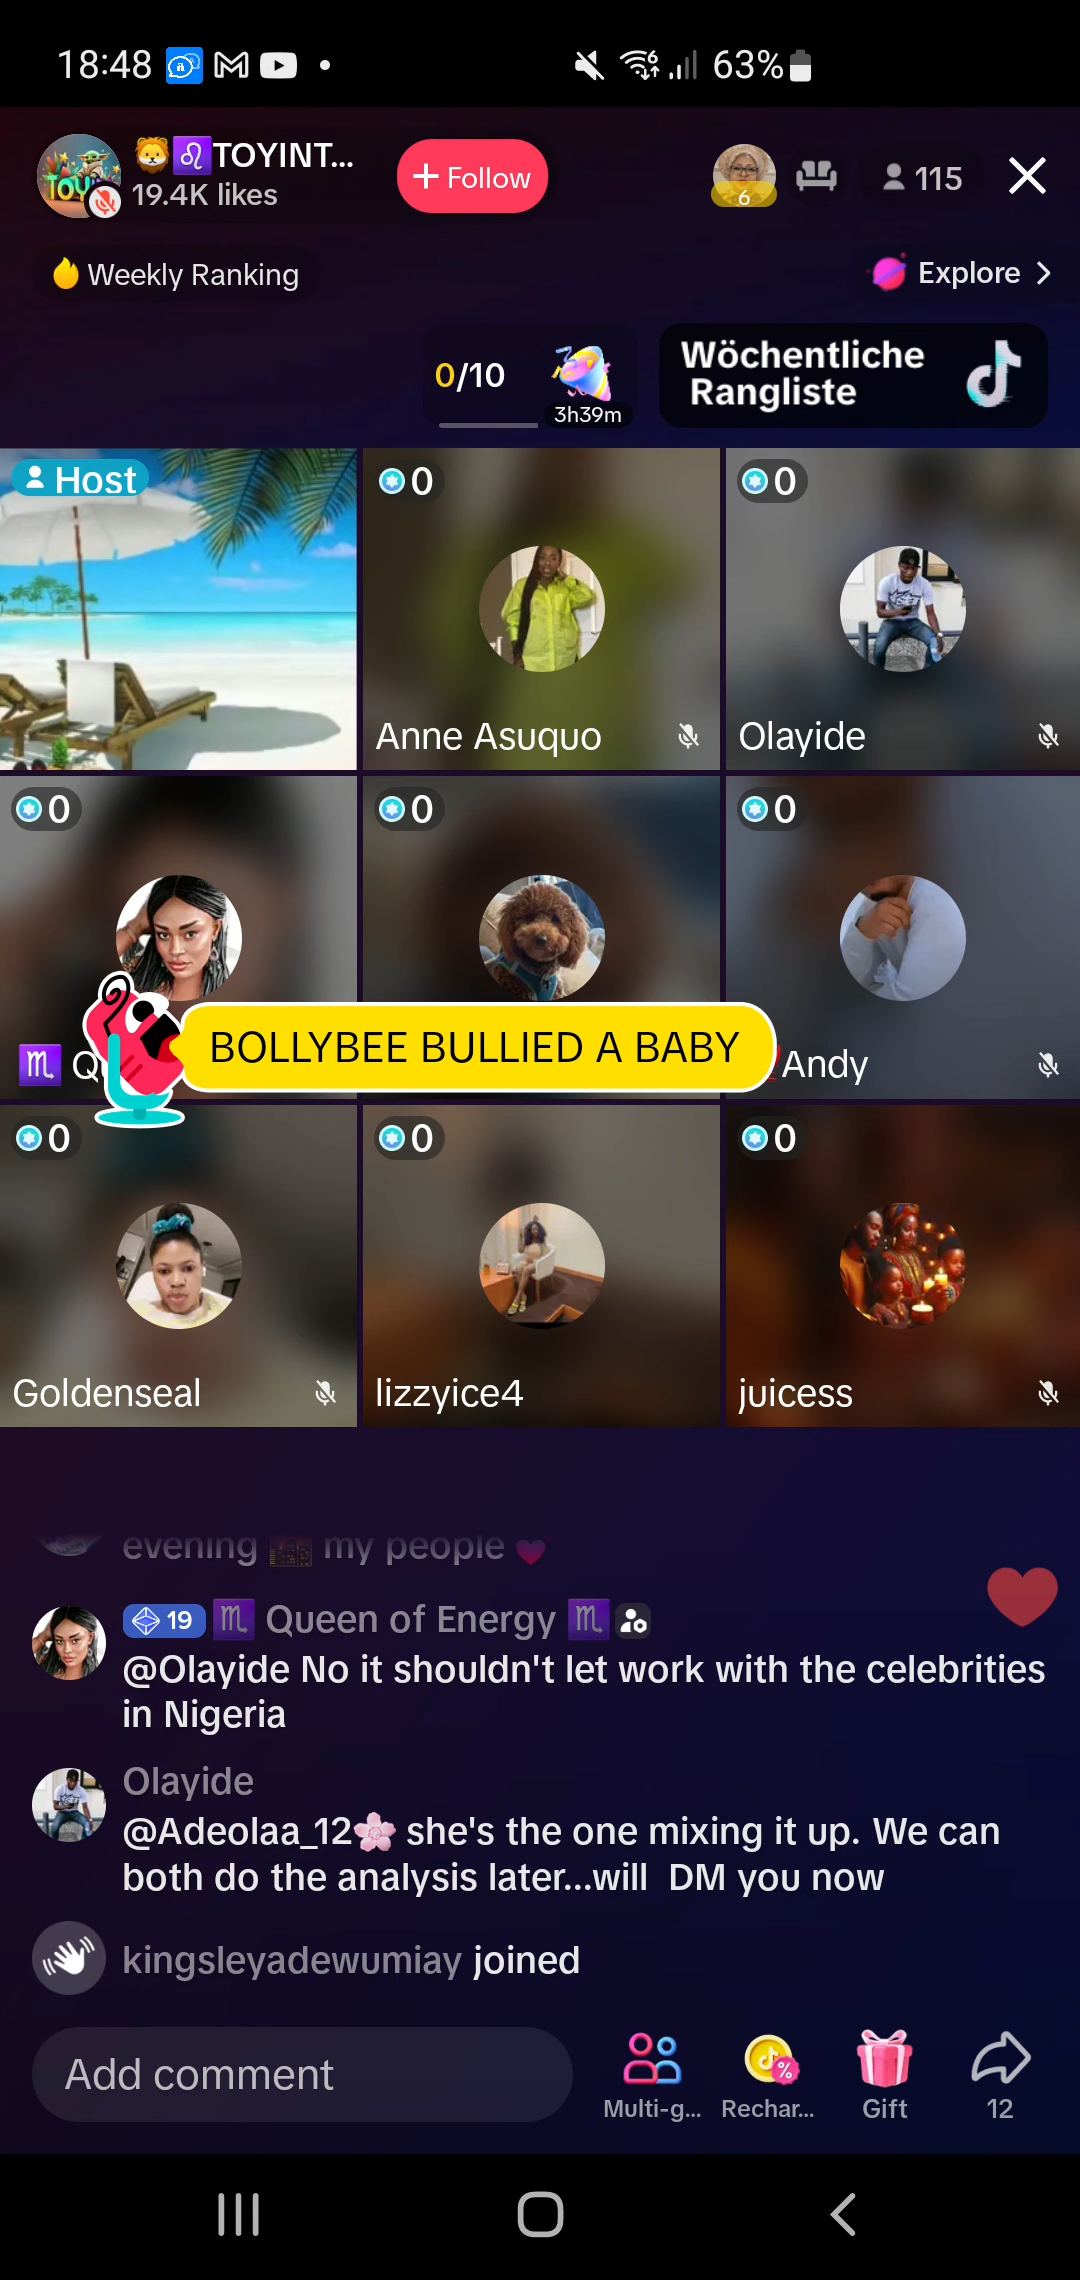 18:48
63%
TOYINT...
19.4K likes
+ Follow
6
115
Weekly Ranking
Explore
0/10
3h39m
Wöchentliche
Rangliste
Host
0
0
TOY
Anne Asuquo
Olayide
0
0
0
BOLLYBEE BULLIED A BABY
♏ Q
Andy
0
0
0
Goldenseal
lizzyice4
juicess
evening my people
19 ♏ Queen of Energy ♏
@Olayide No it shouldn't let work with the celebrities
in Nigeria
Olayide
@Adeolaa_12🌸 she's the one mixing it up. We can
both do the analysis later...will DM you now
kingsleyadewumiay joined
Add comment
Multi-g...
Rechar...
Gift
12